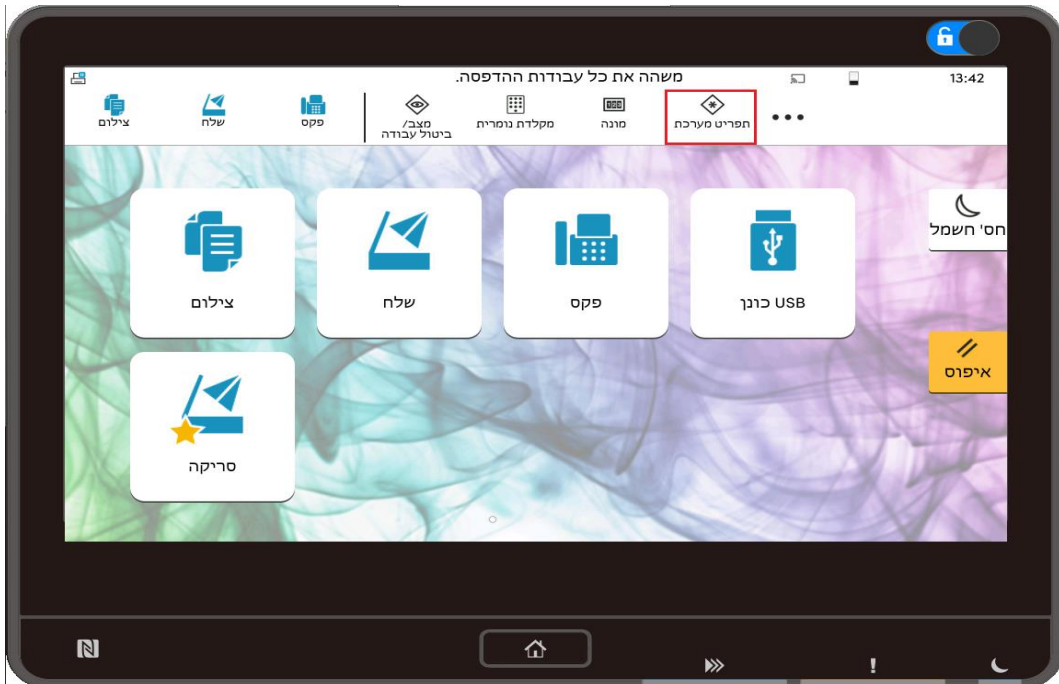 משהה את כל עבודות ההדפסה.
13:42
צילום
שלח
פקס
מצב/
ביטול עבודה
מקלדת נומרית
מונה
תפריט מערכת
חס' חשמל
צילום
שלח
פקס
כונן USB
איפוס
סריקה